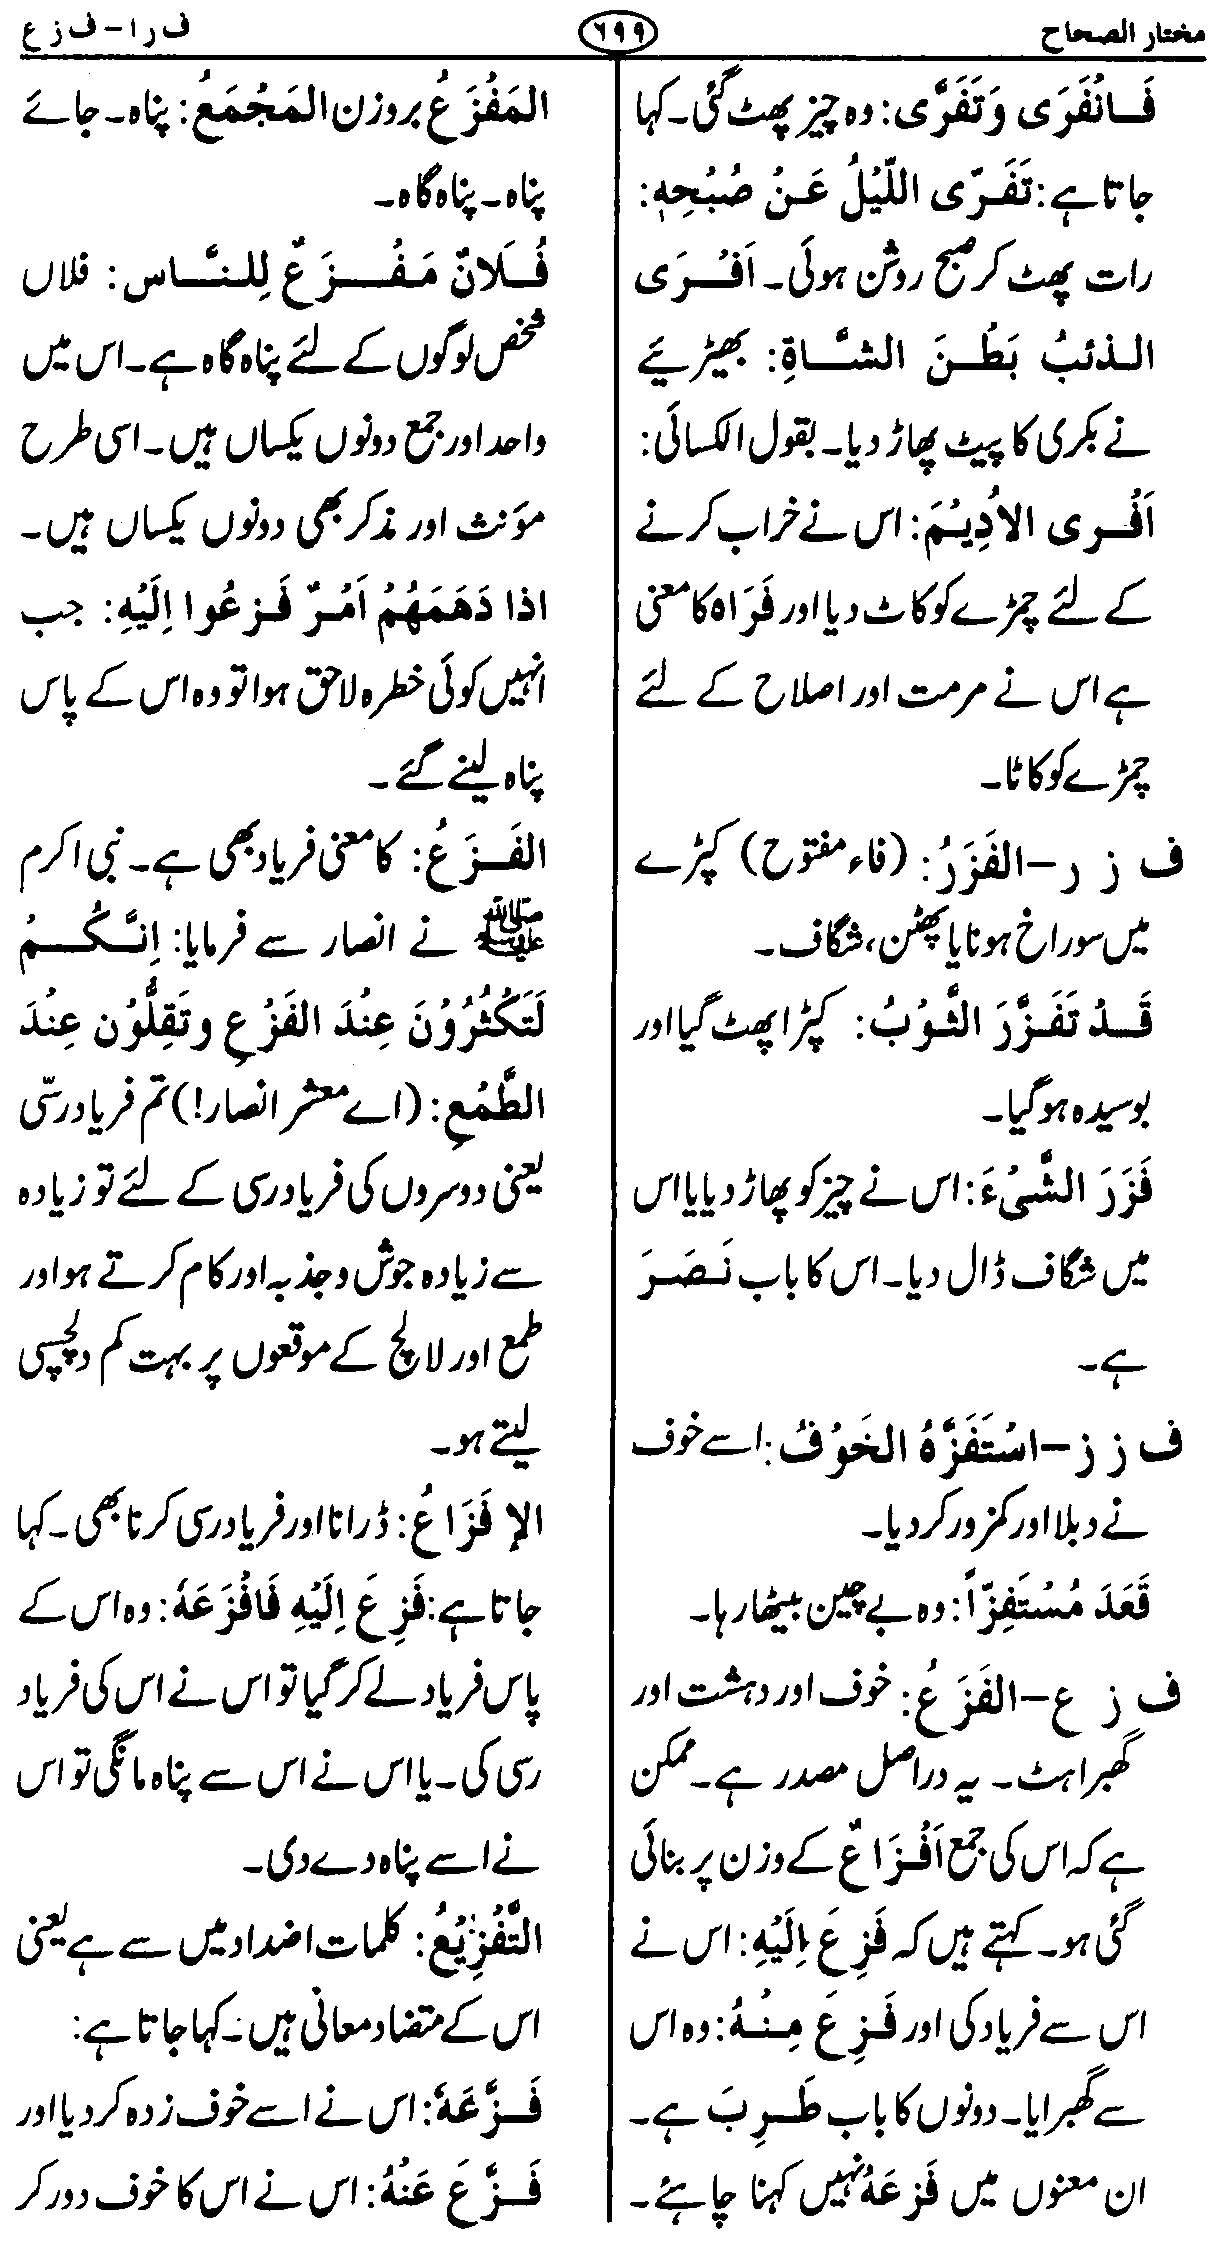 مختار الصحاح
٦٩٩
ف ر ا – ف ز ع
فَانْفَرَى وَتَفَرَّى: وہ چیز پھٹ گئی۔ کہا
جاتا ہے: تَفَرَّى اللَّيْلُ عَنْ صُبْحِهِ:
رات پھٹ کر صبح روشن ہوئی۔ اَفْرَى
الذئبُ بَطْنَ الشَّاةِ: بھیڑیئے
نے بکری کا پیٹ پھاڑ دیا۔ بقول الکسائی:
اَفْرى الاُدِيْمَ: اس نے خراب کرنے
کے لئے چمڑے کو کاٹ دیا اور فَرَاه کا معنی
ہے اس نے مرمت اور اصلاح کے لئے
چمڑے کو کاٹا۔
ف ز ر – الفَزَرُ: (فاء مفتوح) کپڑے
میں سوراخ ہونا یا پھٹن، شگاف۔
قَدْ تَفَزَّرَ الثَّوْبُ: کپڑا پھٹ گیا اور
بوسیدہ ہوگیا۔
فَزَرَ الشَّىْءَ: اس نے چیز کو پھاڑ دیا یا اس
میں شگاف ڈال دیا۔ اس کا باب نَصَرَ
ہے۔
ف ز ز – اسْتَفَزَّهُ الخَوْفُ: اسے خوف
نے دبلا اور کمزور کردیا۔
قَعَدَ مُسْتَفِزّاً: وہ بے چین بیٹھا رہا۔
ف ز ع – الفَزَعُ: خوف اور دہشت اور
گھبراہٹ۔ یہ دراصل مصدر ہے۔ ممکن
ہے کہ اس کی جمع اَفْزَاعٌ کے وزن پر بنائی
گئی ہو۔ کہتے ہیں کہ فَزِعَ اِلَيْهِ: اس نے
اس سے فریاد کی اور فَزِعَ مِنْهُ: وہ اس
سے گھبرایا۔ دونوں کا باب طَرِبَ ہے۔
ان معنوں میں فَزَعَهُ نہیں کہنا چاہئے۔
المَفْزَعُ بروزن المَجْمَعُ: پناہ۔ جائے
پناہ۔ پناہ گاہ۔
فُلَانٌ مَفْزَعٌ لِلنَّاس: فلاں
شخص لوگوں کے لئے پناہ گاہ ہے۔ اس میں
واحد اور جمع دونوں یکساں ہیں۔ اسی طرح
مؤنث اور مذکر بھی دونوں یکساں ہیں۔
اذا دَهَمَهُمْ اَمْرٌ فَزِعُوا اِلَيْهِ: جب
انہیں کوئی خطرہ لاحق ہوا تو وہ اس کے پاس
پناہ لینے گئے۔
الفَزَعُ: کا معنی فریاد بھی ہے۔ نبی اکرم
ﷺ نے انصار سے فرمایا: اِنَّكُمْ
لَتَكْثُرُوْنَ عِنْدَ الفَزْعِ وتَقِلُّوْن عِنْدَ
الطَّمْعِ: (اے معشر انصار!) تم فریاد رسّی
یعنی دوسروں کی فریاد رسی کے لئے تو زیادہ
سے زیادہ جوش و جذبہ اور کام کرتے ہو اور
طمع اور لالچ کے موقعوں پر بہت کم دلچسپی
لیتے ہو۔
الإفَزَاعُ: ڈرانا اور فریاد رسی کرنا بھی۔ کہا
جاتا ہے: فَزِعَ اِلَيْهِ فَافْزَعَهُ: وہ اس کے
پاس فریاد لے کر گیا تو اس نے اس کی فریاد
رسی کی۔ یا اس نے اس سے پناہ مانگی تو اس
نے اسے پناہ دے دی۔
التَّفْزِيْعُ: کلمات اضداد میں سے ہے یعنی
اس کے متضاد معانی ہیں۔ کہا جاتا ہے:
فَزَّعَهُ: اس نے اسے خوف زدہ کردیا اور
فَزَّعَ عَنْهُ: اس نے اس کا خوف دور کر